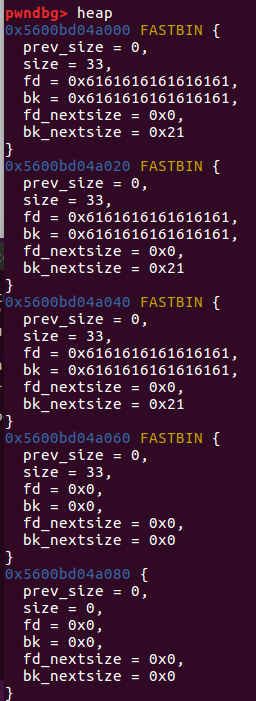 pwndbg> heap
0x5600bd04a000 FASTBIN {
  prev_size = 0,
  size = 33,
  fd = 0x6161616161616161,
  bk = 0x6161616161616161,
  fd_nextsize = 0x0,
  bk_nextsize = 0x21
}
0x5600bd04a020 FASTBIN {
  prev_size = 0,
  size = 33,
  fd = 0x6161616161616161,
  bk = 0x6161616161616161,
  fd_nextsize = 0x0,
  bk_nextsize = 0x21
}
0x5600bd04a040 FASTBIN {
  prev_size = 0,
  size = 33,
  fd = 0x6161616161616161,
  bk = 0x6161616161616161,
  fd_nextsize = 0x0,
  bk_nextsize = 0x21
}
0x5600bd04a060 FASTBIN {
  prev_size = 0,
  size = 33,
  fd = 0x0,
  bk = 0x0,
  fd_nextsize = 0x0,
  bk_nextsize = 0x0
}
0x5600bd04a080 {
  prev_size = 0,
  size = 0,
  fd = 0x0,
  bk = 0x0,
  fd_nextsize = 0x0,
  bk_nextsize = 0x0
}